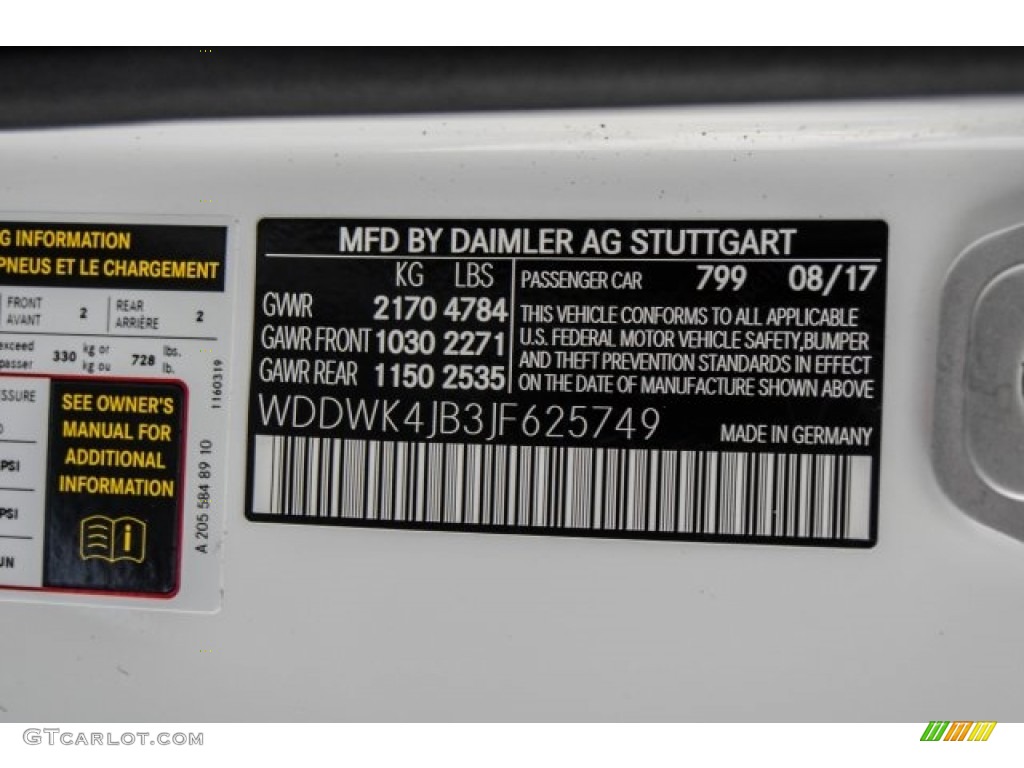 G INFORMATION
PNEUS ET LE CHARGEMENT
FRONT
AVANT 2 REAR
ARRIÈRE 2
exceed
passer 330 kg or
kg ou 728 lbs.
lb.
SSURE
PSI
PSI
UN
SEE OWNER'S
MANUAL FOR
ADDITIONAL
INFORMATION
i
1160319
A 205 584 89 10
MFD BY DAIMLER AG STUTTGART
KG LBS
GVWR 2170 4784
GAWR FRONT 1030 2271
GAWR REAR 1150 2535
PASSENGER CAR 799 08/17
THIS VEHICLE CONFORMS TO ALL APPLICABLE
U.S. FEDERAL MOTOR VEHICLE SAFETY,BUMPER
AND THEFT PREVENTION STANDARDS IN EFFECT
ON THE DATE OF MANUFACTURE SHOWN ABOVE
WDDWK4JB3JF625749
MADE IN GERMANY
GTCARLOT.COM